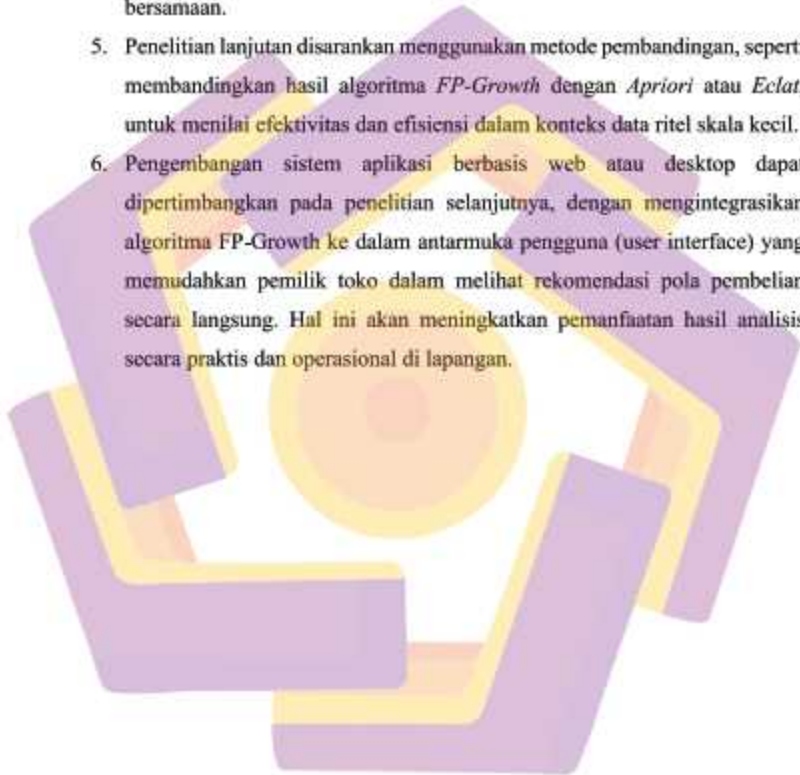 bersamaan.
5. Penelitian lanjutan disarankan menggunakan metode pembandingan, sepert
membandingkan hasil algoritma FP-Growth dengan Apriori atau Eclat
untuk menilai efektivitas dan efisiensi dalam konteks data ritel skala kecil.
6. Pengembangan sistem aplikasi berbasis web atau desktop dapa
dipertimbangkan pada penelitian selanjutnya, dengan mengintegrasikan
algoritma FP-Growth ke dalam antarmuka pengguna (user interface) yang
memudahkan pemilik toko dalam melihat rekomendasi pola pembelian
secara langsung. Hal ini akan meningkatkan pemanfaatan hasil analisis
secara praktis dan operasional di lapangan.